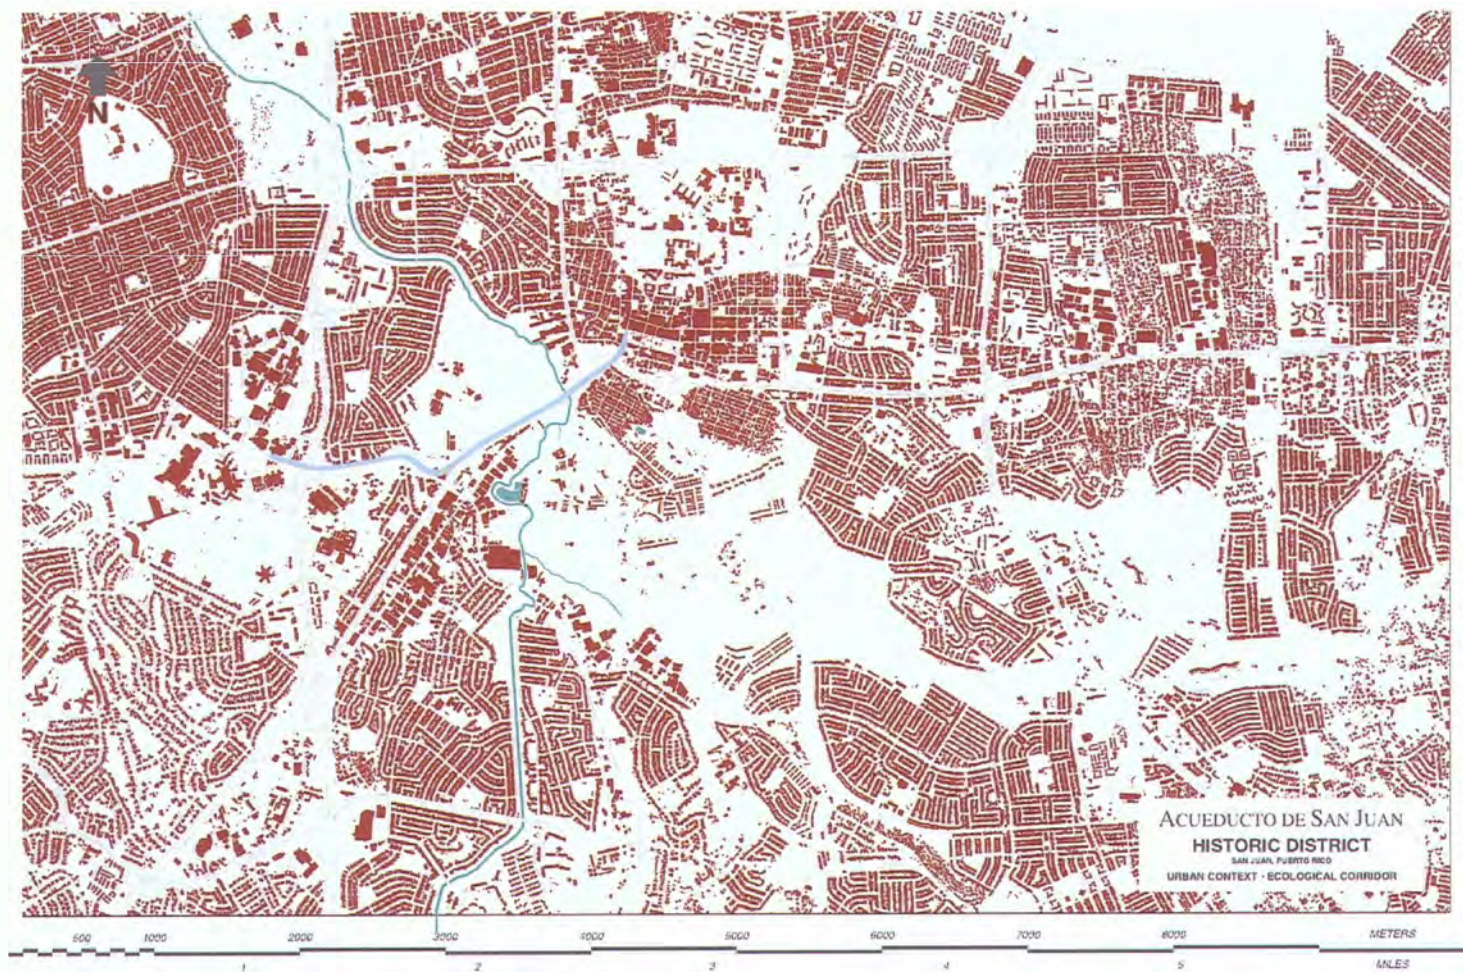 N
ACUEDUCTO DE SAN JUAN
HISTORIC DISTRICT
SAN JUAN, PUERTO RICO
URBAN CONTEXT - ECOLOGICAL CORRIDOR
500 1000 2000 3000 4000 5000 6000 7000 8000 METERS
1 2 3 4 5 MILES